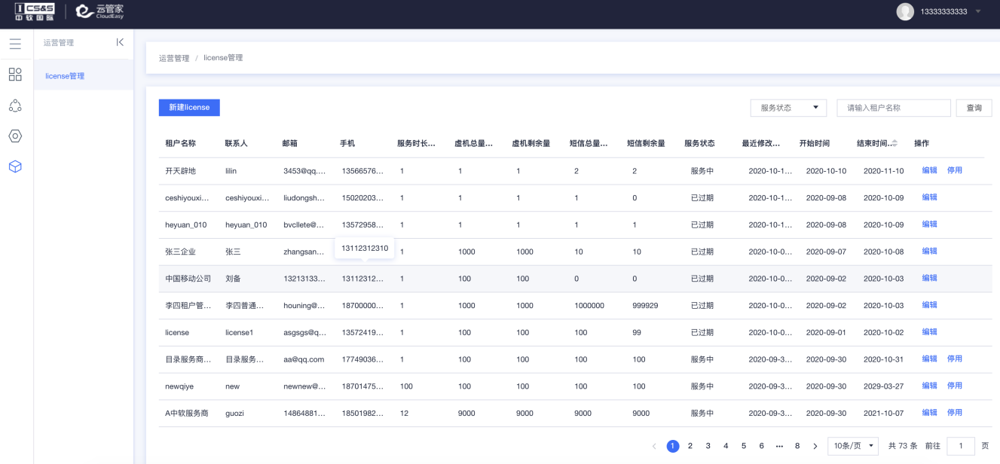 CS&S 中软国际 云管家 CloudEasy 13333333333
运营管理
license管理
运营管理 / license管理
新建license 服务状态 请输入租户名称 查询
租户名称 联系人 邮箱 手机 服务时长... 虚机总量... 虚机剩余量 短信总量... 短信剩余量 服务状态 最近修改... 开始时间 结束时间... 操作
开天辟地 lilin 3453@qq.... 13566576... 1 1 1 2 2 服务中 2020-10-1... 2020-10-10 2020-11-10 编辑 停用
ceshiyouxi... ceshiyouxi... liudongsh... 15020203... 1 1 1 1 0 已过期 2020-10-1... 2020-09-08 2020-10-09 编辑
heyuan_010 heyuan_010 bvcllete@... 13572958... 1 1 1 1 1 已过期 2020-10-1... 2020-09-08 2020-10-09 编辑
张三企业 张三 zhangsan... 13112312310 1 1000 1000 10 10 已过期 2020-10-0... 2020-09-07 2020-10-08 编辑
中国移动公司 刘备 13213133... 13112312... 1 100 100 0 0 已过期 2020-10-0... 2020-09-02 2020-10-03 编辑
李四租户管... 李四普通... houning@... 18700000... 1 1000 1000 1000000 999929 已过期 2020-10-0... 2020-09-02 2020-10-03 编辑
license license1 asgsgs@q... 13572419... 1 100 100 100 99 已过期 2020-10-0... 2020-09-01 2020-10-02 编辑
目录服务商... 目录服务... aa@qq.com 17749036... 1 100 100 100 100 服务中 2020-09-3... 2020-09-30 2020-10-31 编辑 停用
newqiye new newnew@... 18701475... 100 100 100 100 100 服务中 2020-09-3... 2020-09-30 2029-03-27 编辑 停用
A中软服务商 guozi 14864881... 18501982... 12 9000 9000 9000 9000 服务中 2020-09-3... 2020-09-30 2021-10-07 编辑 停用
1 2 3 4 5 6 ... 8 10条/页 共 73 条 前往 1 页